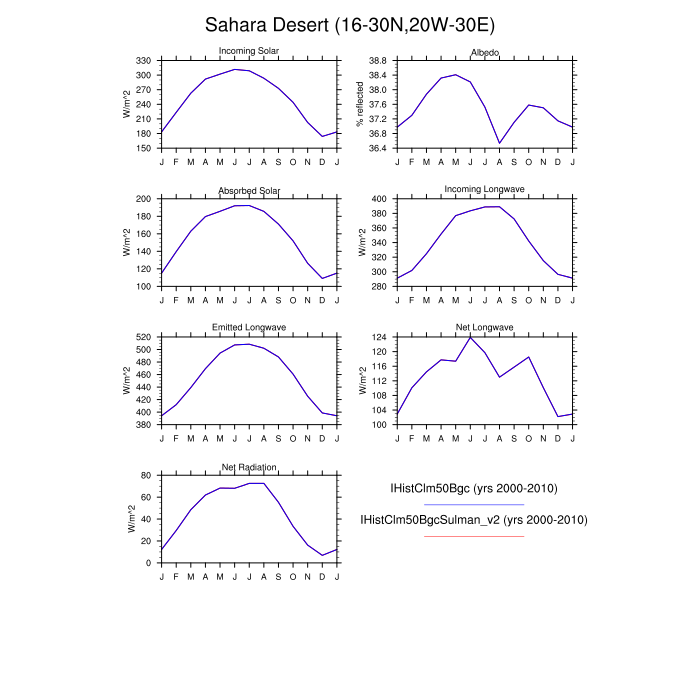 Sahara Desert (16-30N,20W-30E)
Incoming Solar
W/m^2
330
300
270
240
210
180
150
J F M A M J J A S O N D J
Albedo
% reflected
38.8
38.4
38.0
37.6
37.2
36.8
36.4
J F M A M J J A S O N D J
Absorbed Solar
W/m^2
200
180
160
140
120
100
J F M A M J J A S O N D J
Incoming Longwave
W/m^2
400
380
360
340
320
300
280
J F M A M J J A S O N D J
Emitted Longwave
W/m^2
520
500
480
460
440
420
400
380
J F M A M J J A S O N D J
Net Longwave
W/m^2
124
120
116
112
108
104
100
J F M A M J J A S O N D J
Net Radiation
W/m^2
80
60
40
20
0
J F M A M J J A S O N D J
IHistClm50Bgc (yrs 2000-2010)
IHistClm50BgcSulman_v2 (yrs 2000-2010)